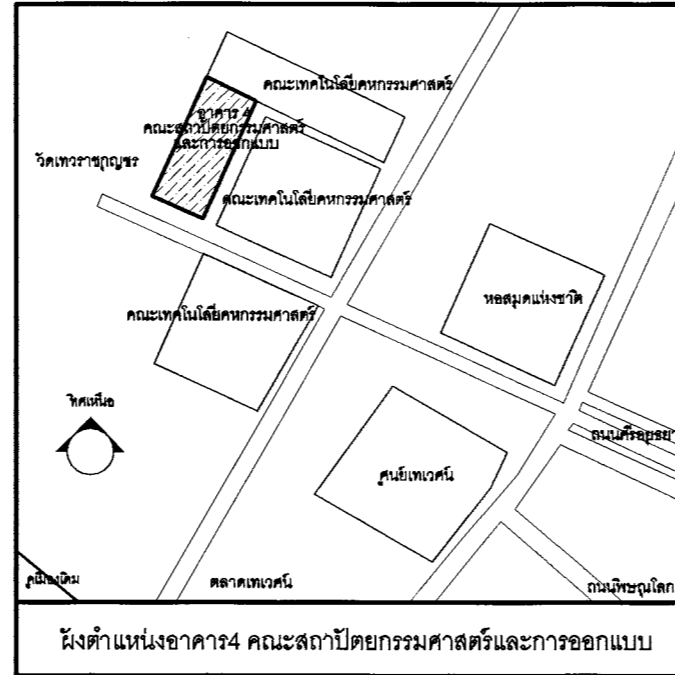 คณะเทคโนโลยีคหกรรมศาสตร์
อาคาร 4
คณะสถาปัตยกรรมศาสตร์
และการออกแบบ
วัดเทวราชกุญชร
คณะเทคโนโลยีคหกรรมศาสตร์
หอสมุดแห่งชาติ
คณะเทคโนโลยีคหกรรมศาสตร์
ทิศเหนือ
ถนนศรีอยุธยา
ศูนย์เทเวศน์
คูเมืองเดิม
ตลาดเทเวศน์
ถนนพิษณุโลก
ผังตำแหน่งอาคาร4 คณะสถาปัตยกรรมศาสตร์และการออกแบบ